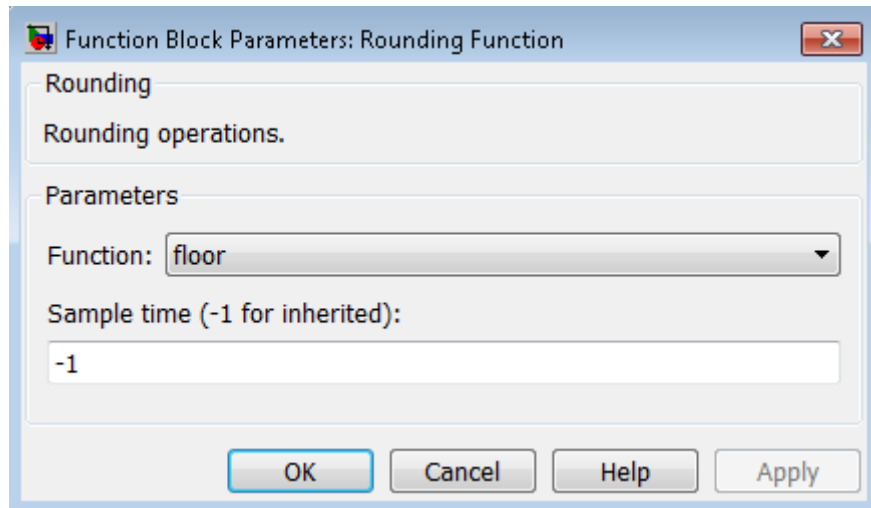 Function Block Parameters: Rounding Function
Rounding
Rounding operations.
Parameters
Function: floor
Sample time (-1 for inherited):
-1
OK Cancel Help Apply